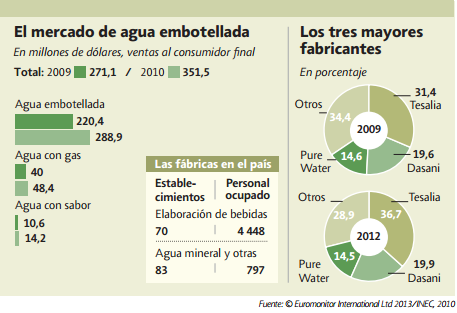 El mercado de agua embotellada
En millones de dólares, ventas al consumidor final
Total: 2009 271,1 / 2010 351,5
Agua embotellada
220,4
288,9
Agua con gas
40
48,4
Agua con sabor
10,6
14,2
Las fábricas en el país
Estable-
cimientos
Personal
ocupado
Elaboración de bebidas
70 4 448
Agua mineral y otras
83 797
Los tres mayores
fabricantes
En porcentaje
Otros
34,4
31,4
Tesalia
2009
Pure
Water
14,6
19,6
Dasani
Otros
28,9
36,7
Tesalia
2012
Pure
Water
14,5
19,9
Dasani
Fuente: © Euromonitor International Ltd 2013/INEC, 2010